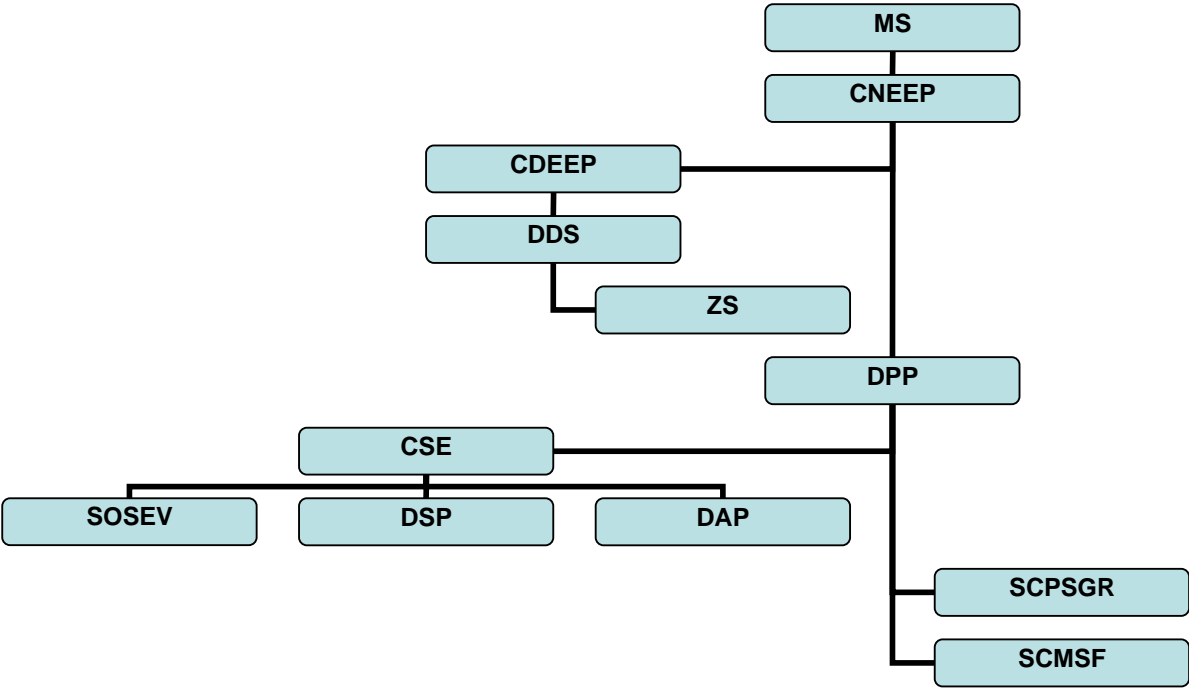 MS
CNEEP
CDEEP
DDS
ZS
DPP
CSE
SOSEV
DSP
DAP
SCPSGR
SCMSF